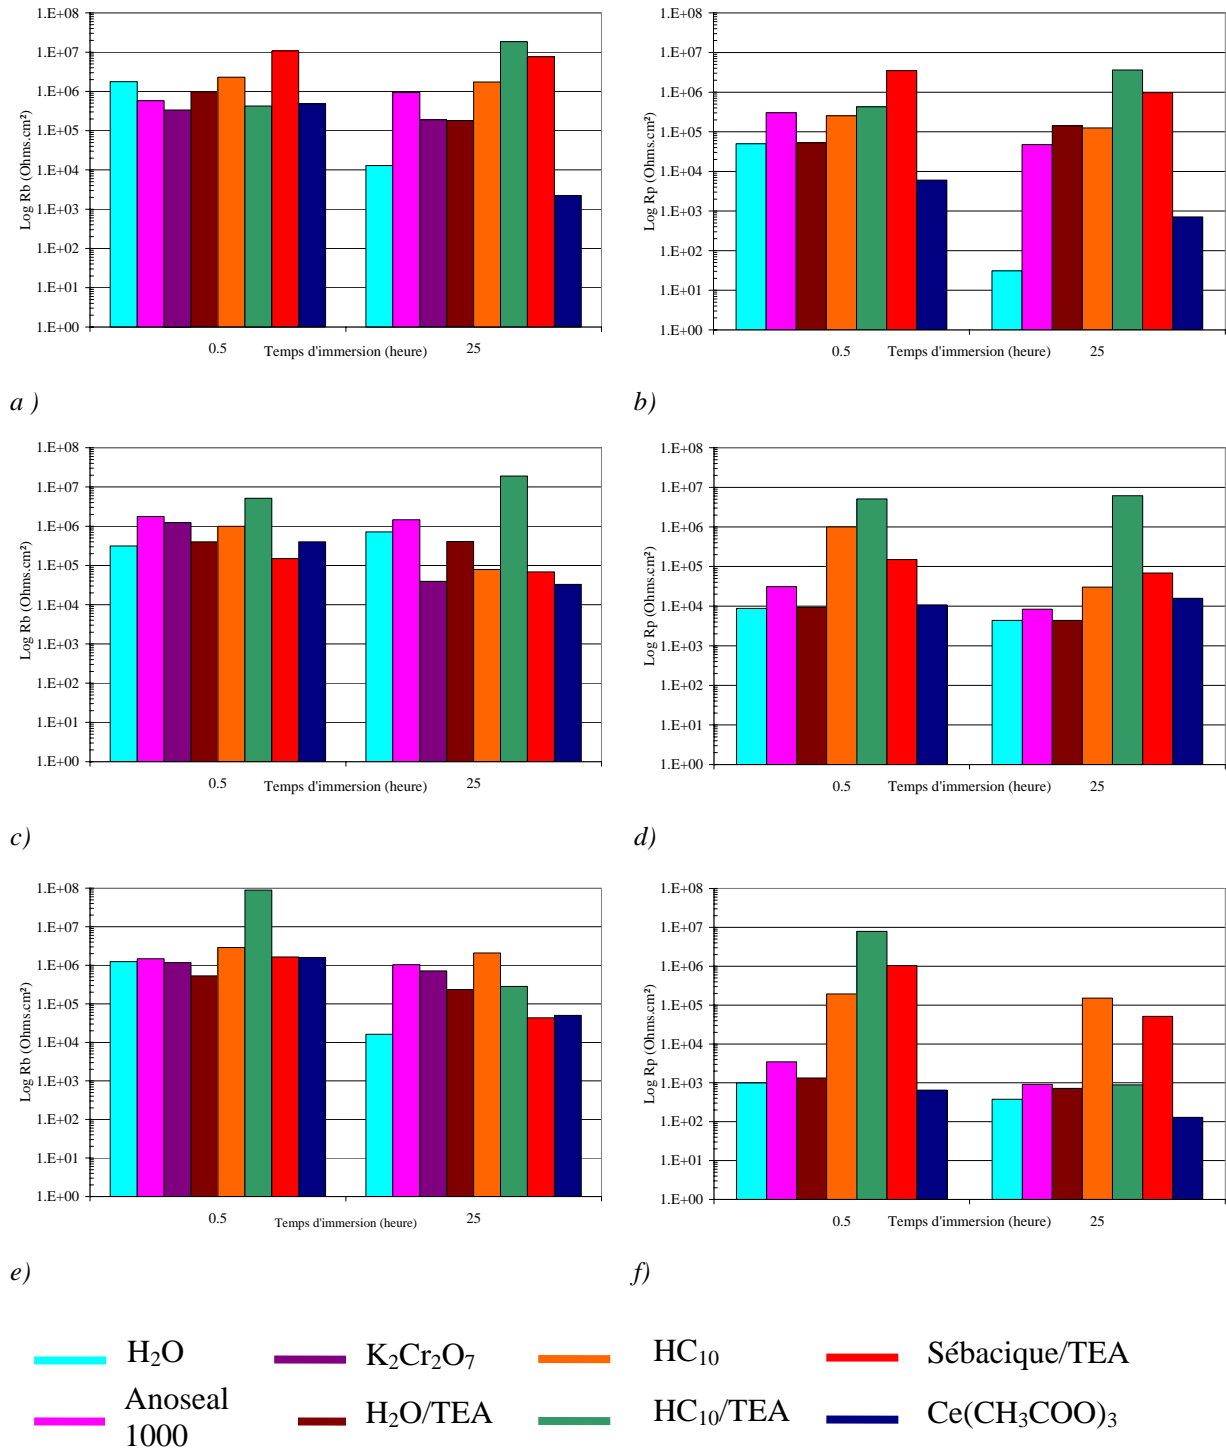 1.E+08
1.E+07
1.E+06
1.E+05
1.E+04
1.E+03
1.E+02
1.E+01
1.E+00
Log Rb (Ohms.cm²)
0.5 Temps d'immersion (heure) 25
a )
1.E+08
1.E+07
1.E+06
1.E+05
1.E+04
1.E+03
1.E+02
1.E+01
1.E+00
Log Rp (Ohms.cm²)
0.5 Temps d'immersion (heure) 25
b)
1.E+08
1.E+07
1.E+06
1.E+05
1.E+04
1.E+03
1.E+02
1.E+01
1.E+00
Log Rb (Ohms.cm²)
0.5 Temps d'immersion (heure) 25
c)
1.E+08
1.E+07
1.E+06
1.E+05
1.E+04
1.E+03
1.E+02
1.E+01
1.E+00
Log Rp (Ohms.cm²)
0.5 Temps d'immersion (heure) 25
d)
1.E+08
1.E+07
1.E+06
1.E+05
1.E+04
1.E+03
1.E+02
1.E+01
1.E+00
Log Rb (Ohms.cm²)
0.5 Temps d'immersion (heure) 25
e)
1.E+08
1.E+07
1.E+06
1.E+05
1.E+04
1.E+03
1.E+02
1.E+01
1.E+00
Log Rp (Ohms.cm²)
0.5 Temps d'immersion (heure) 25
f)
H₂O K₂Cr₂O₇ HC₁₀ Sébacique/TEA
Anoseal
1000 H₂O/TEA HC₁₀/TEA Ce(CH₃COO)₃